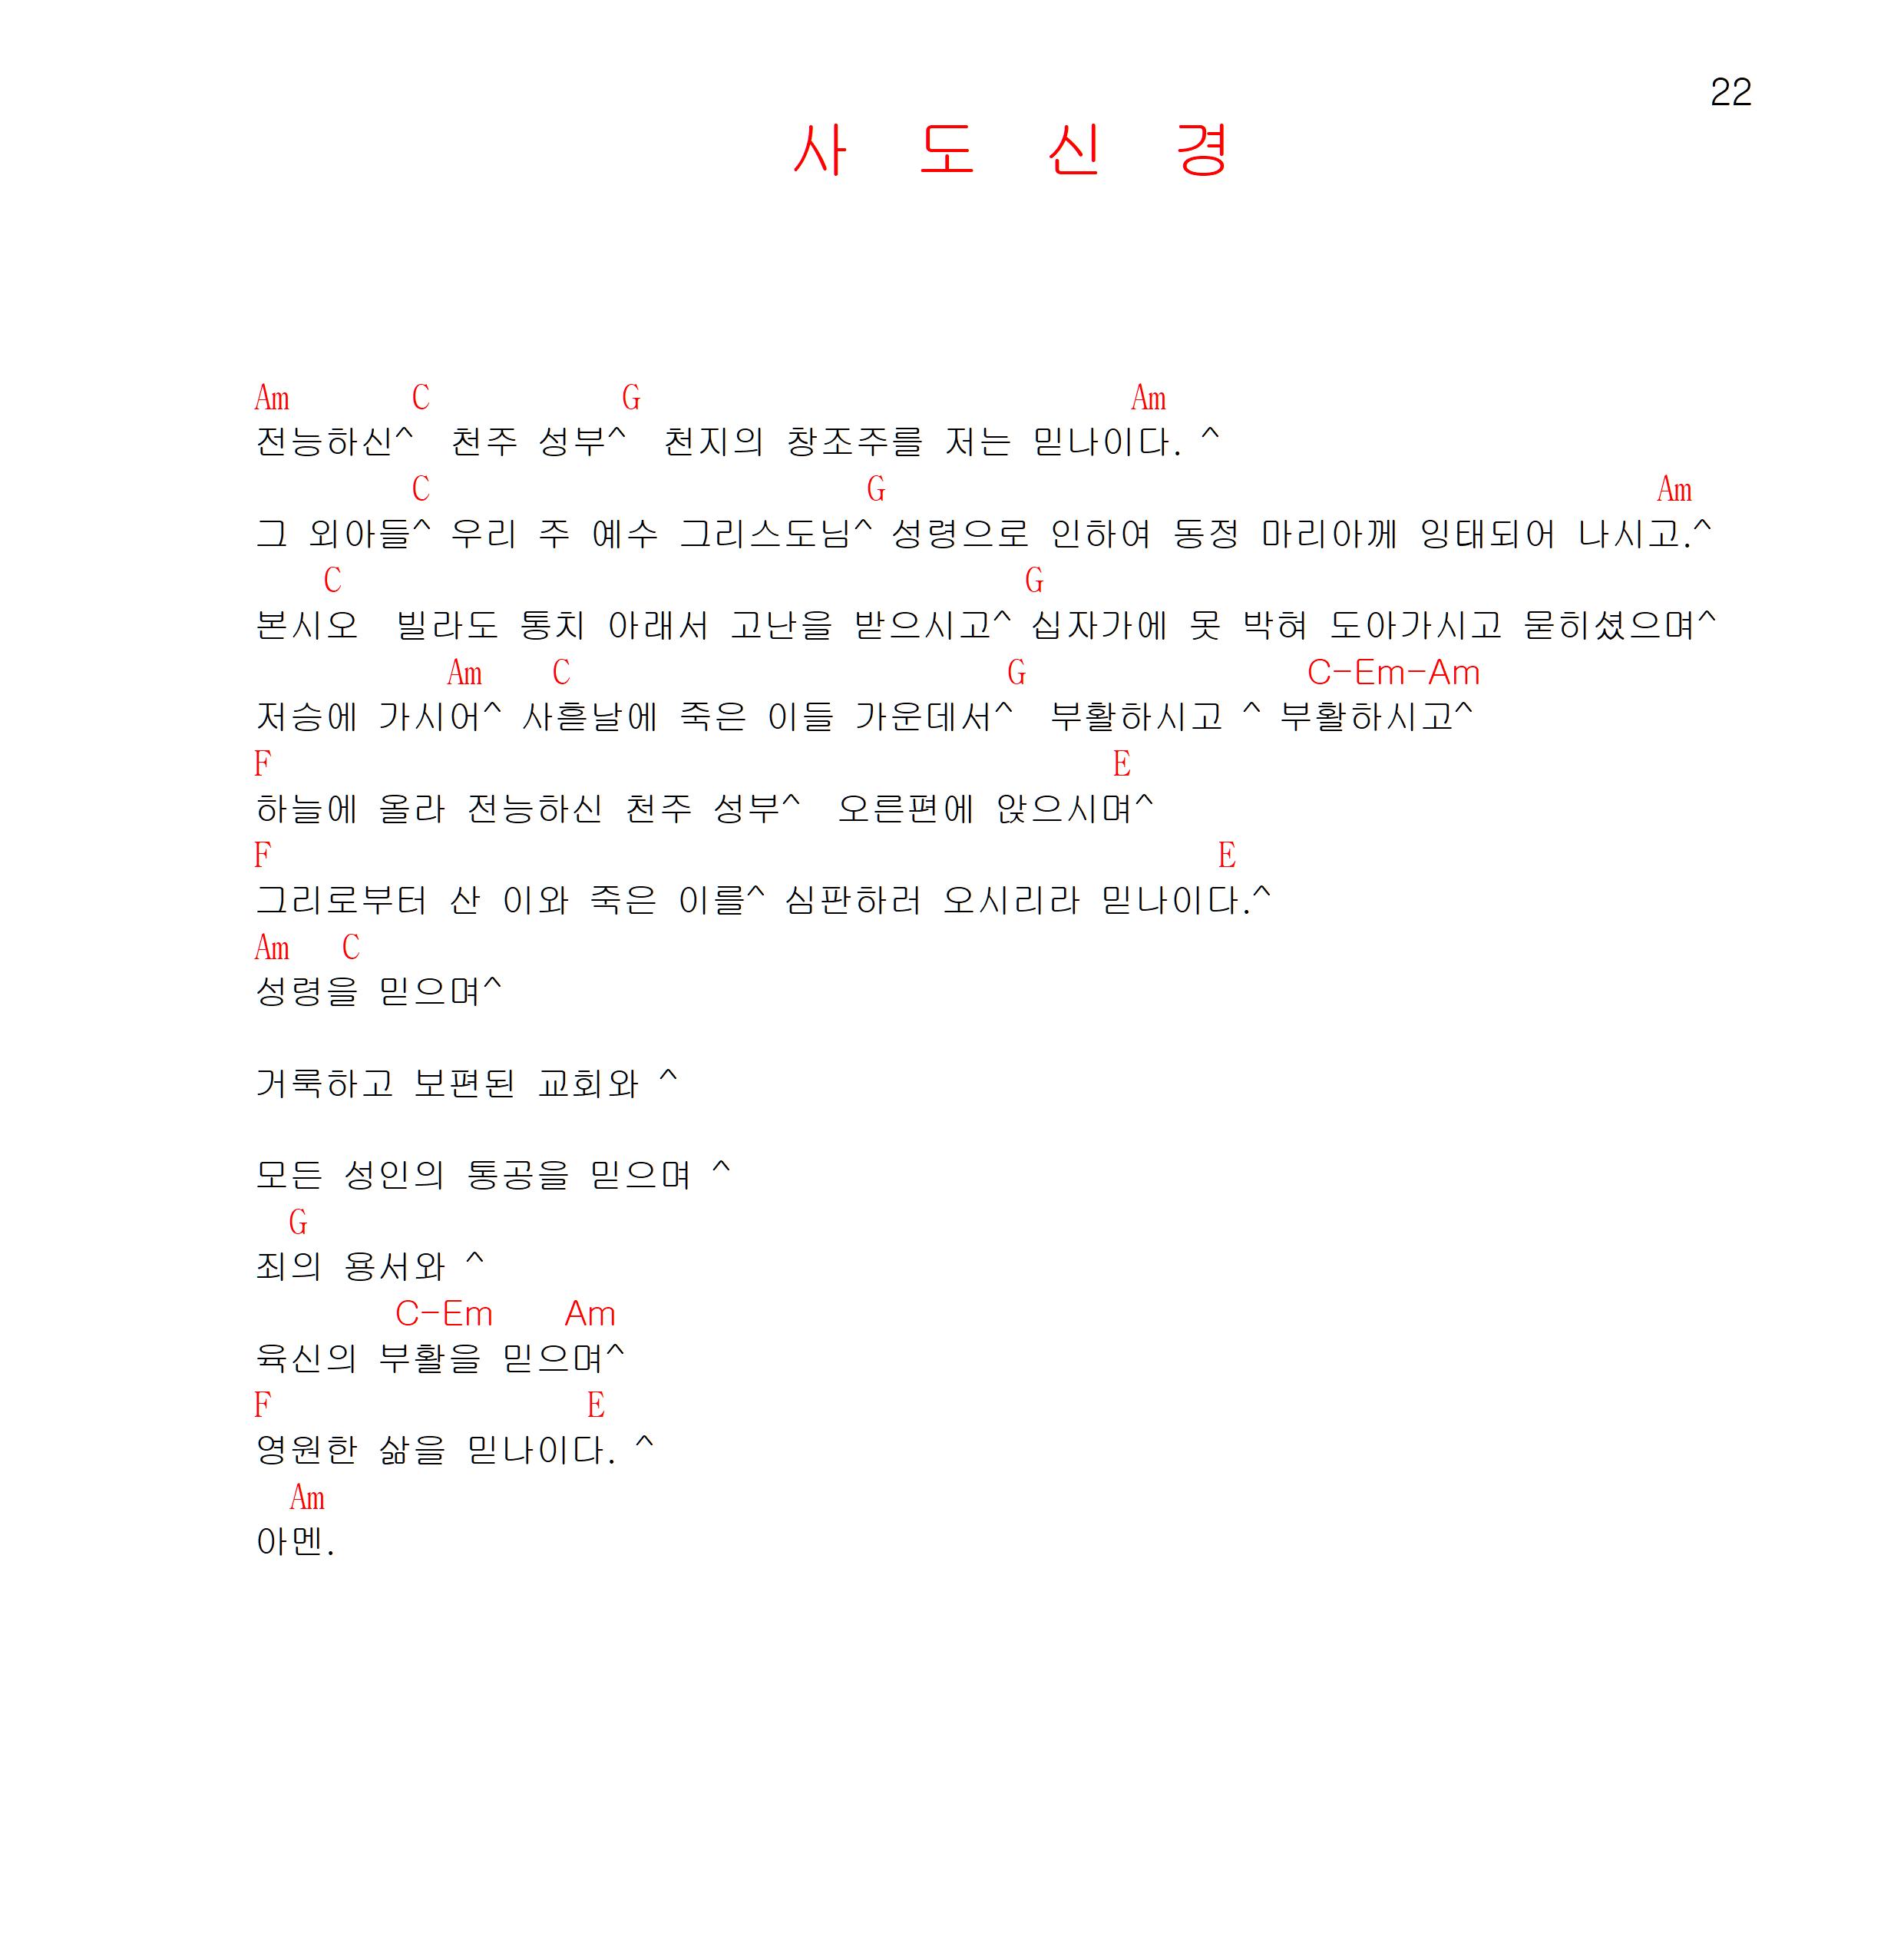 22
사 도 신 경
Am C G Am
전능하신^ 천주 성부^ 천지의 창조주를 저는 믿나이다. ^
C G Am
그 외아들^ 우리 주 예수 그리스도님^ 성령으로 인하여 동정 마리아께 잉태되어 나시고.^
C G
본시오 빌라도 통치 아래서 고난을 받으시고^ 십자가에 못 박혀 도아가시고 묻히셨으며^
Am C G C-Em-Am
저승에 가시어^ 사흗날에 죽은 이들 가운데서^ 부활하시고 ^ 부활하시고^
F E
하늘에 올라 전능하신 천주 성부^ 오른편에 앉으시며^
F E
그리로부터 산 이와 죽은 이를^ 심판하러 오시리라 믿나이다.^
Am C
성령을 믿으며^
거룩하고 보편된 교회와 ^
모든 성인의 통공을 믿으며 ^
G
죄의 용서와 ^
C-Em Am
육신의 부활을 믿으며^
F E
영원한 삶을 믿나이다. ^
Am
아멘.